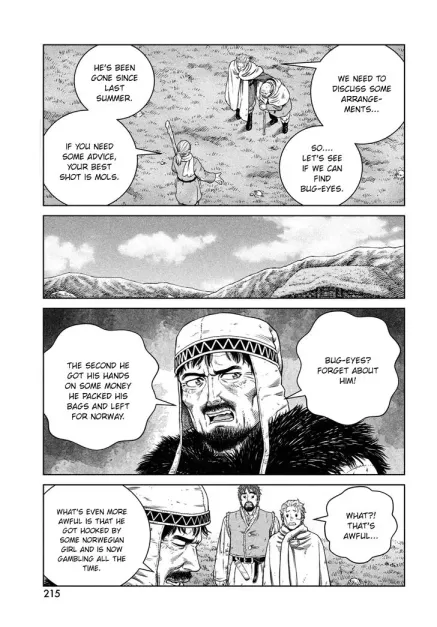 HE'S BEEN
GONE SINCE
LAST
SUMMER.
WE NEED TO
DISCUSS SOME
ARRANGE-
MENTS...
IF YOU NEED
SOME ADVICE,
YOUR BEST
SHOT IS MOLS.
SO....
LET'S SEE
IF WE CAN
FIND
BUG-EYES.
BUG-EYES?
FORGET ABOUT
HIM!
THE SECOND HE
GOT HIS HANDS
ON SOME MONEY
HE PACKED HIS
BAGS AND LEFT
FOR NORWAY.
WHAT'S EVEN MORE
AWFUL IS THAT HE
GOT HOOKED BY
SOME NORWEGIAN
GIRL AND IS NOW
GAMBLING ALL
THE TIME.
WHAT?!
THAT'S
AWFUL...
215